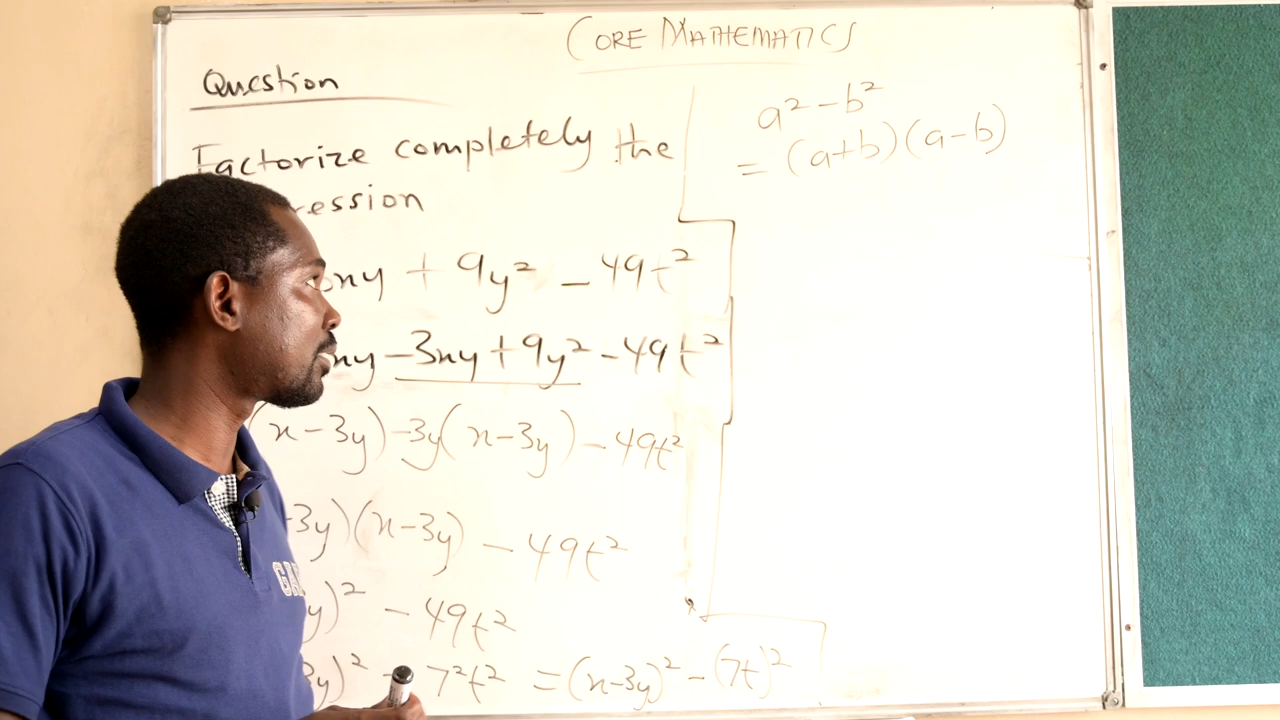 CORE MATHEMATICS
Question
Factorize completely the
ression
xy + 9y² - 49t²
xy - 3xy + 9y² - 49t²
(x - 3y) - 3y(x - 3y) - 49t²
- 3y)(x - 3y) - 49t²
y)² - 49t²
3y)² - 7²t² = (x - 3y)² - (7t)²
a² - b²
= (a+b)(a-b)
GA